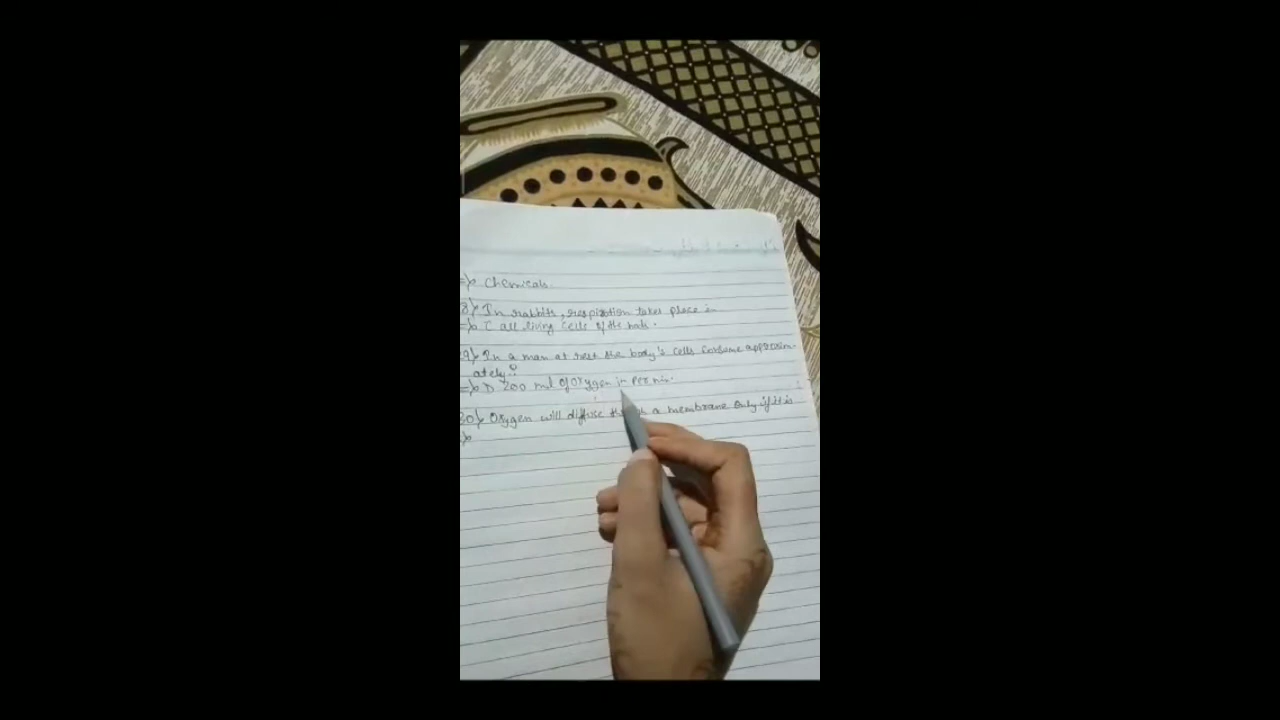 => Chemicals.
8> In rabbits, respiration takes place in
=> C all living cells of the
29> In a man at rest the body's cells consume approxim-
ately:
=> D 200 ml of oxygen in per min.
30> Oxygen will diffuse through a membrane only if it is
=>